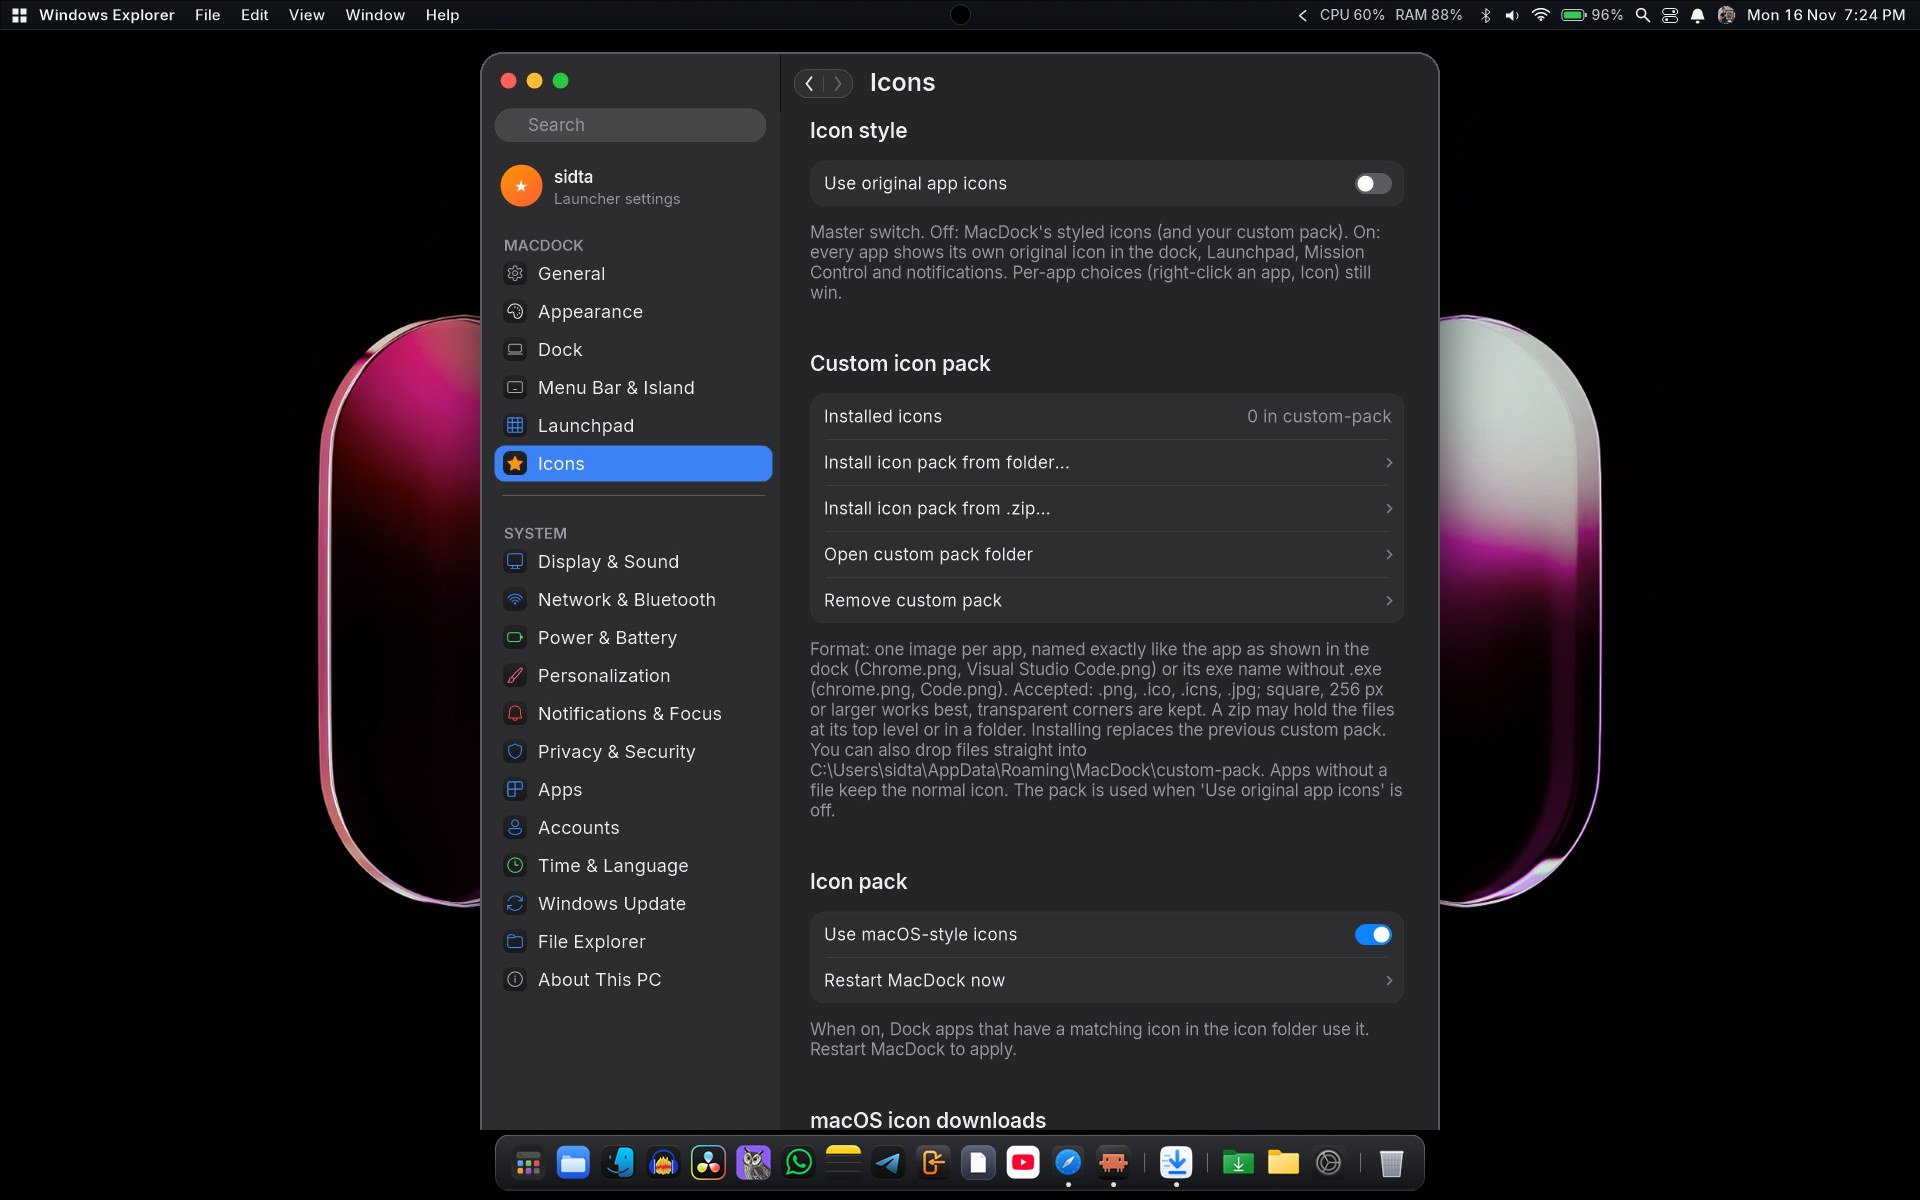 Windows Explorer File Edit View Window Help
CPU 60% RAM 88% 96% Mon 16 Nov 7:24 PM
Search
sidta
Launcher settings
MACDOCK
General
Appearance
Dock
Menu Bar & Island
Launchpad
Icons
SYSTEM
Display & Sound
Network & Bluetooth
Power & Battery
Personalization
Notifications & Focus
Privacy & Security
Apps
Accounts
Time & Language
Windows Update
File Explorer
About This PC
Icons
Icon style
Use original app icons
Master switch. Off: MacDock's styled icons (and your custom pack). On:
every app shows its own original icon in the dock, Launchpad, Mission
Control and notifications. Per-app choices (right-click an app, Icon) still
win.
Custom icon pack
Installed icons 0 in custom-pack
Install icon pack from folder...
Install icon pack from .zip...
Open custom pack folder
Remove custom pack
Format: one image per app, named exactly like the app as shown in the
dock (Chrome.png, Visual Studio Code.png) or its exe name without .exe
(chrome.png, Code.png). Accepted: .png, .ico, .icns, .jpg; square, 256 px
or larger works best, transparent corners are kept. A zip may hold the files
at its top level or in a folder. Installing replaces the previous custom pack.
You can also drop files straight into
C:\Users\sidta\AppData\Roaming\MacDock\custom-pack. Apps without a
file keep the normal icon. The pack is used when 'Use original app icons' is
off.
Icon pack
Use macOS-style icons
Restart MacDock now
When on, Dock apps that have a matching icon in the icon folder use it.
Restart MacDock to apply.
macOS icon downloads